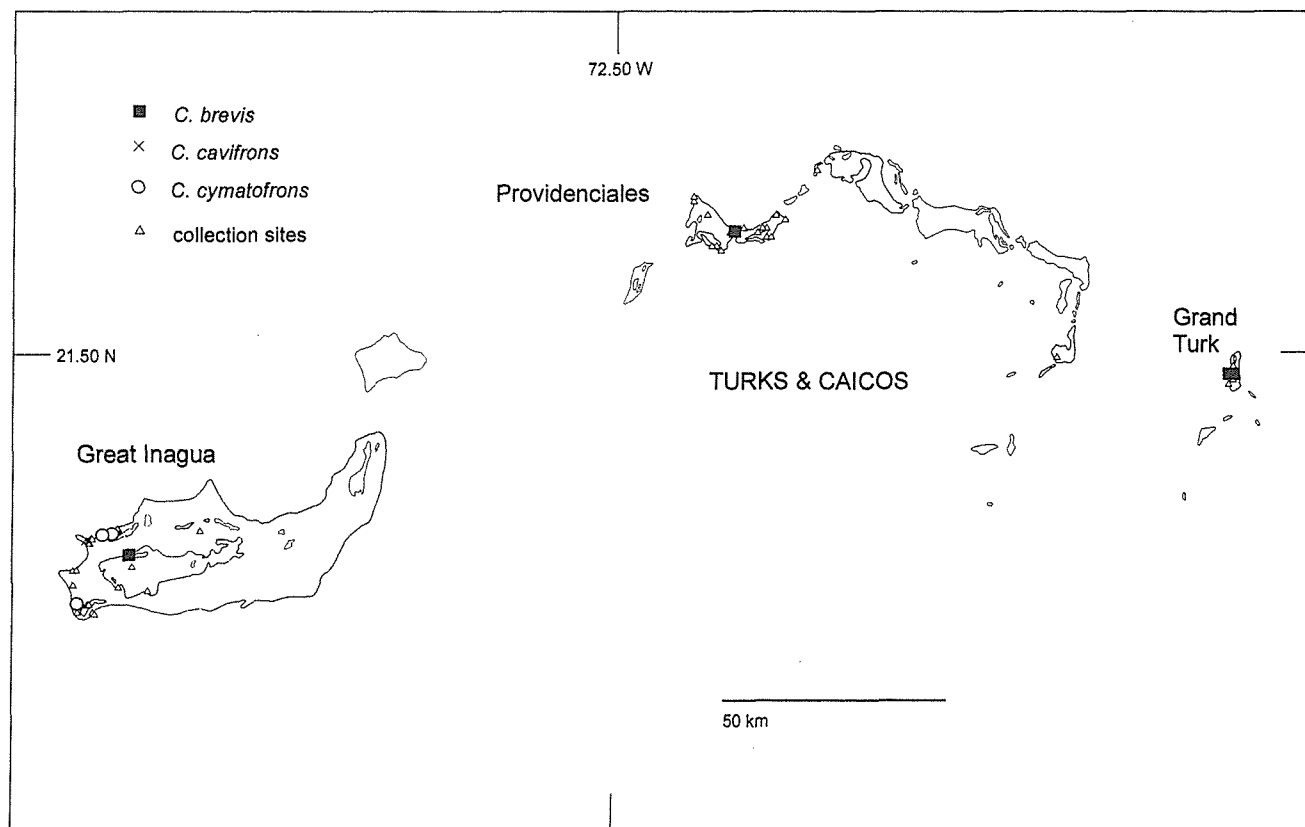 72.50 W
C. brevis
C. cavifrons
C. cymatofrons
collection sites
Providenciales
21.50 N
Grand
Turk
TURKS & CAICOS
Great Inagua
50 km